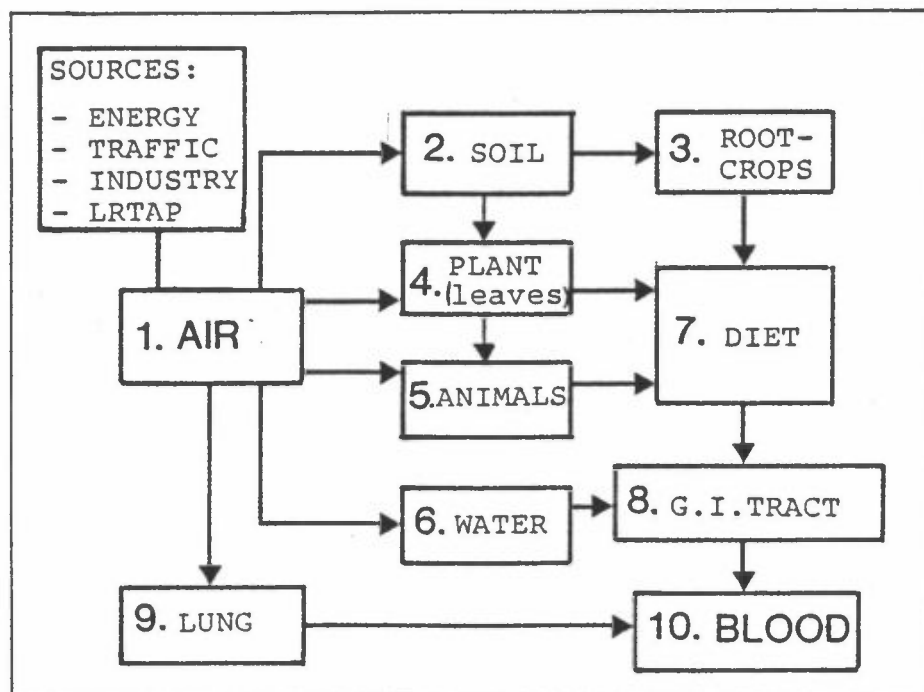 SOURCES:
- ENERGY
- TRAFFIC
- INDUSTRY
- LRTAP
2. SOIL
3. ROOT-
CROPS
4. PLANT
(leaves)
1. AIR
7. DIET
5. ANIMALS
6. WATER
8. G.I.TRACT
9. LUNG
10. BLOOD